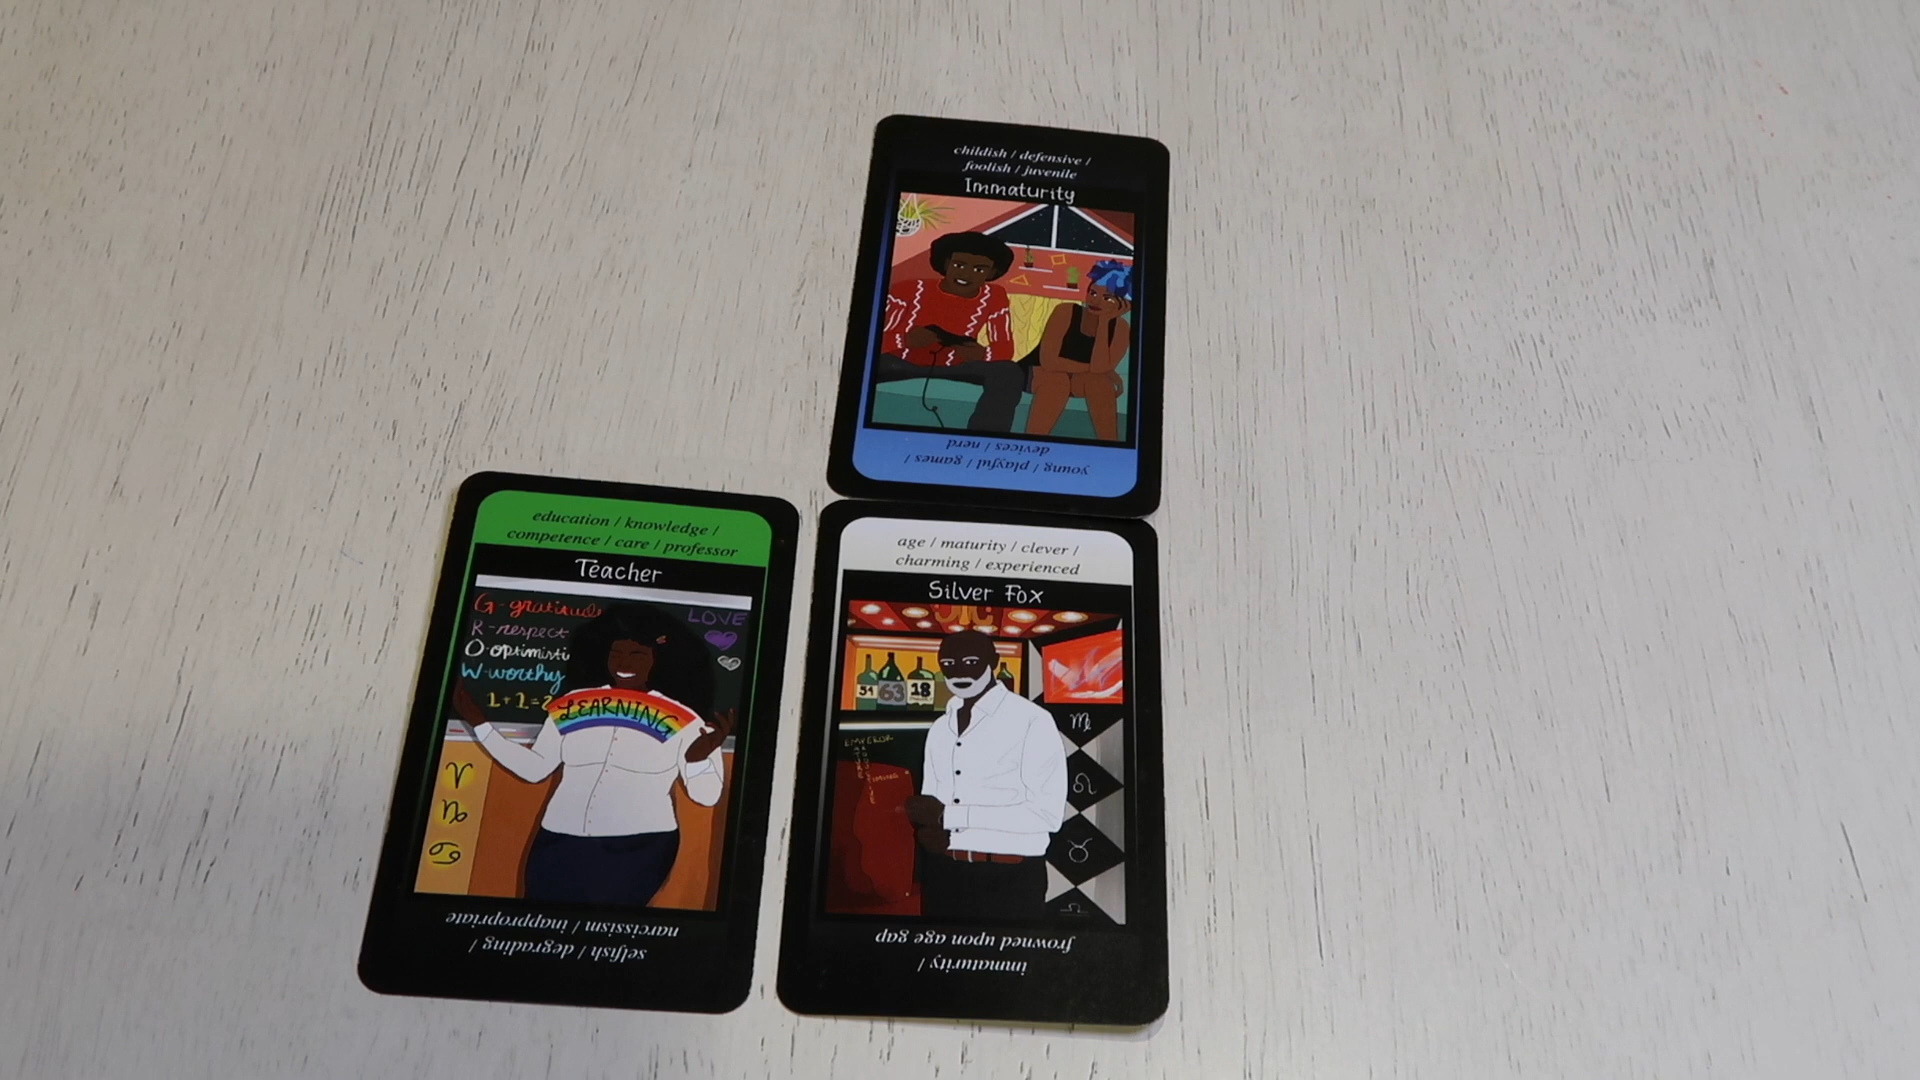 childish / defensive /
foolish / juvenile
Immaturity
young / playful / games /
devices / nerd
education / knowledge /
competence / care / professor
Teacher
G-gratitude
R-respect
O-optimisti
W-worthy
1+1=2
LOVE
LEARNING
selfish / degrading /
narcissism / inappropriate
age / maturity / clever /
charming / experienced
Silver Fox
51
63
18
EMPEROR
immaturity /
frowned upon age gap